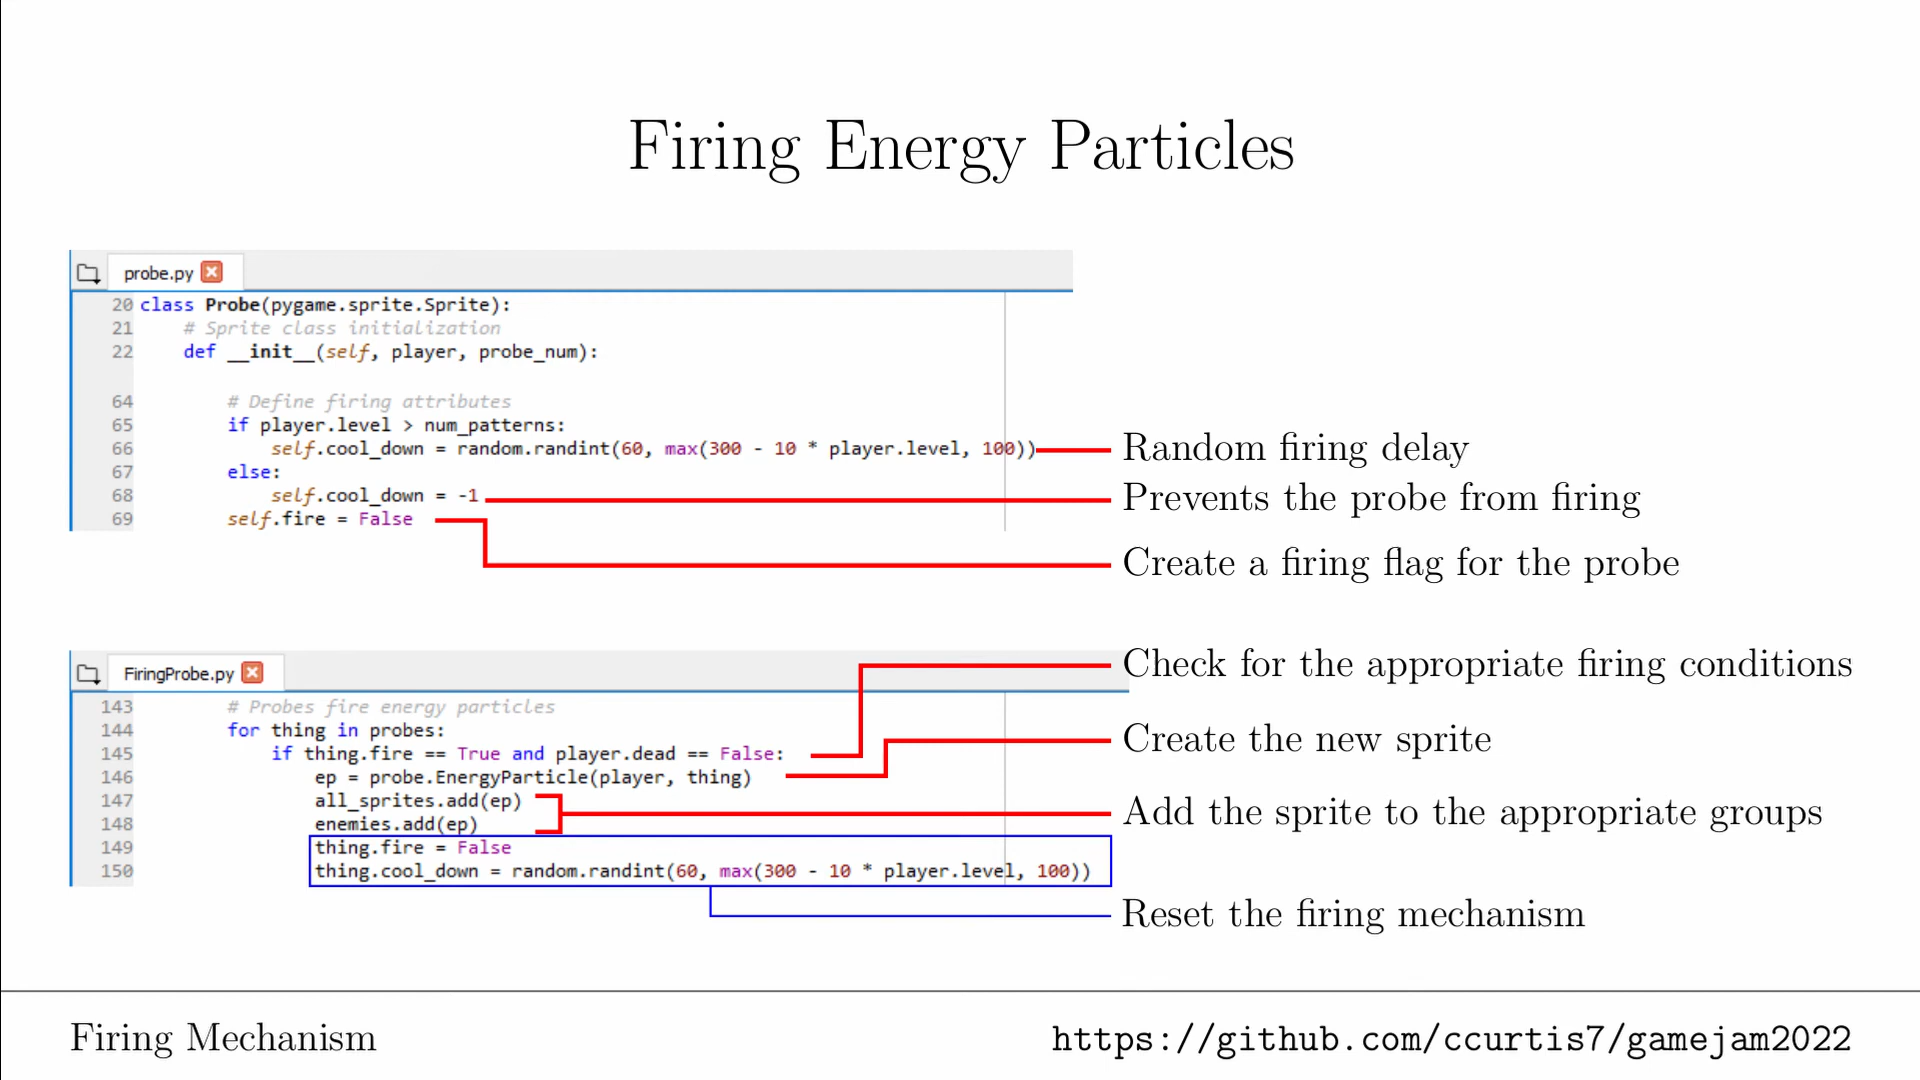 Firing Energy Particles
probe.py
20 class Probe(pygame.sprite.Sprite):
21 # Sprite class initialization
22 def __init__(self, player, probe_num):
64 # Define firing attributes
65 if player.level > num_patterns:
66 self.cool_down = random.randint(60, max(300 - 10 * player.level, 100))
67 else:
68 self.cool_down = -1
69 self.fire = False
Random firing delay
Prevents the probe from firing
Create a firing flag for the probe
FiringProbe.py
143 # Probes fire energy particles
144 for thing in probes:
145 if thing.fire == True and player.dead == False:
146 ep = probe.EnergyParticle(player, thing)
147 all_sprites.add(ep)
148 enemies.add(ep)
149 thing.fire = False
150 thing.cool_down = random.randint(60, max(300 - 10 * player.level, 100))
Check for the appropriate firing conditions
Create the new sprite
Add the sprite to the appropriate groups
Reset the firing mechanism
Firing Mechanism
https://github.com/ccurtis7/gamejam2022